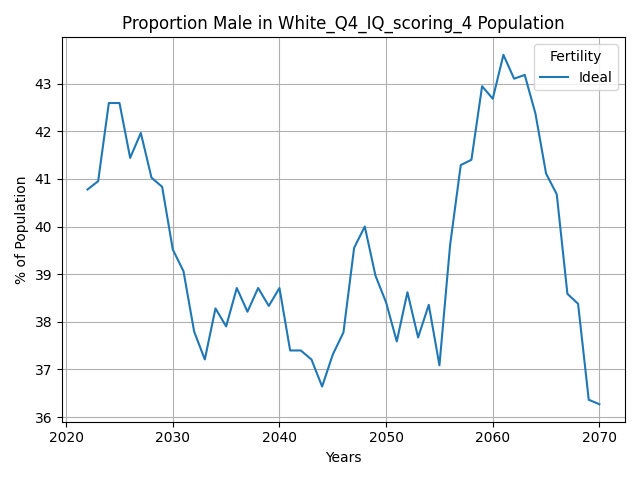 Proportion Male in White_Q4_IQ_scoring_4 Population
Fertility
Ideal
% of Population
43
42
41
40
39
38
37
36
2020
2030
2040
2050
2060
2070
Years